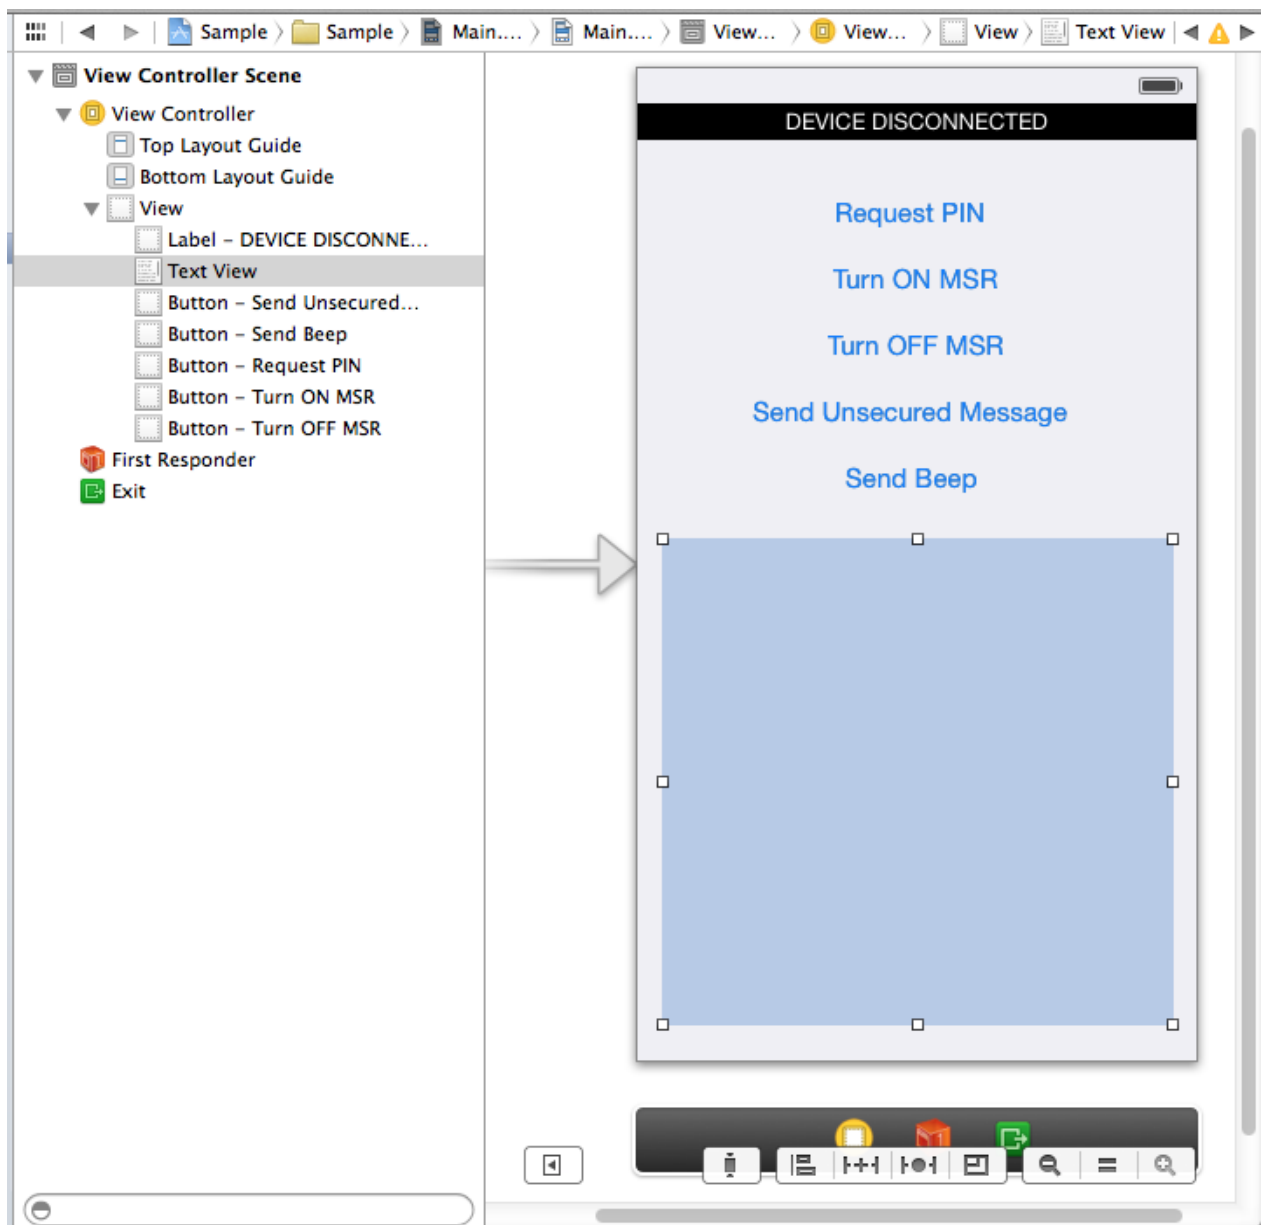 Sample Sample Main.... Main.... View... View... View Text View
View Controller Scene
View Controller
Top Layout Guide
Bottom Layout Guide
View
Label – DEVICE DISCONNE...
Text View
Button – Send Unsecured...
Button – Send Beep
Button – Request PIN
Button – Turn ON MSR
Button – Turn OFF MSR
First Responder
Exit
DEVICE DISCONNECTED
Request PIN
Turn ON MSR
Turn OFF MSR
Send Unsecured Message
Send Beep